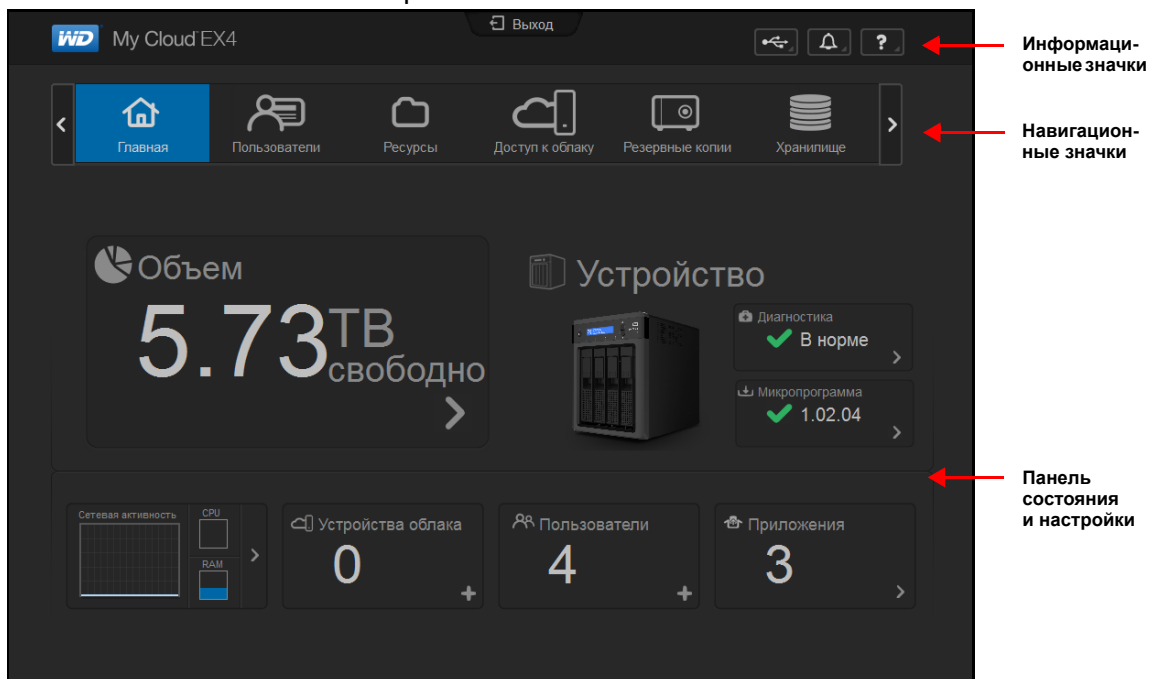 Выход
WD My Cloud EX4
?
Информаци-
онные значки
Главная
Пользователи
Ресурсы
Доступ к облаку
Резервные копии
Хранилище
Навигацион-
ные значки
Объем
5.73 TB
свободно
Устройство
Диагностика
В норме
Микропрограмма
1.02.04
Панель
состояния
и настройки
Сетевая активность
CPU
RAM
Устройства облака
0
Пользователи
4
Приложения
3